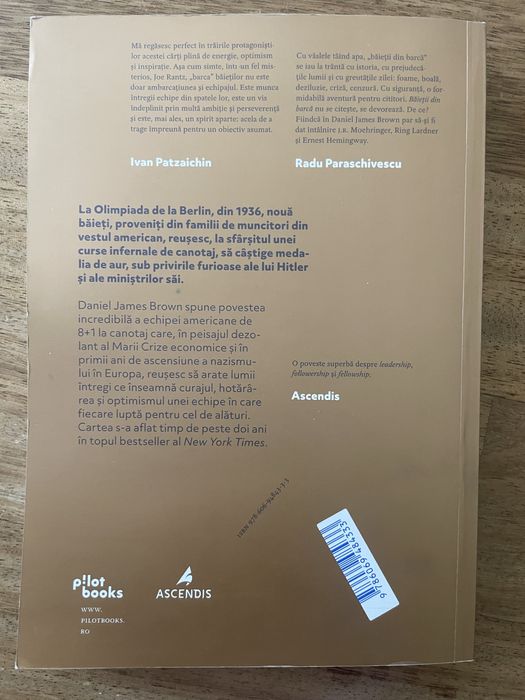 Mă regăsesc perfect în trăirile protagoniști-
lor acestei cărți plină de energie, optimism
și inspirație. Așa cum simte, într-un fel mis-
terios, Joe Rantz, „barca” băieților nu este
doar ambarcațiunea și echipajul. Este munca
întregii echipe din spatele lor, este un vis
îndeplinit prin multă ambiție și perseverență
și este, mai ales, un spirit aparte: acela de a
trage împreună pentru un obiectiv asumat.
Ivan Patzaichin
Cu vâslele tăind apa, „băieții din barcă”
se iau la trântă cu istoria, cu prejudecă-
țile lumii și cu greutățile zilei: foame, boală,
deziluzie, criză, cenzură. Cu siguranță, o for-
midabilă aventură pentru cititori. Băieții din
barcă nu se citește, se devorează. De ce?
Fiindcă în Daniel James Brown par să-și fi
dat întâlnire J.R. Moehringer, Ring Lardner
și Ernest Hemingway.
Radu Paraschivescu
La Olimpiada de la Berlin, din 1936, nouă
băieți, proveniți din familii de muncitori din
vestul american, reușesc, la sfârșitul unei
curse infernale de canotaj, să câștige meda-
lia de aur, sub privirile furioase ale lui Hitler
și ale miniștrilor săi.
Daniel James Brown spune povestea
incredibilă a echipei americane de
8+1 la canotaj care, în peisajul dezo-
lant al Marii Crize economice și în
primii ani de ascensiune a nazismu-
lui în Europa, reușesc să arate lumii
întregi ce înseamnă curajul, hotărâ-
rea și optimismul unei echipe în care
fiecare luptă pentru cel de alături.
Cartea s-a aflat timp de peste doi ani
în topul bestseller al New York Times.
O poveste superbă despre leadership,
followership și fellowship.
Ascendis
ISBN 978-606-94843-3-3
9786069484333
pilot
books
WWW.
PILOTBOOKS.
RO
ASCENDIS